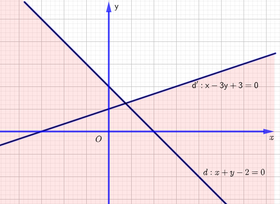 y
d' : x − 3y + 3 = 0
O
x
d : x + y − 2 = 0